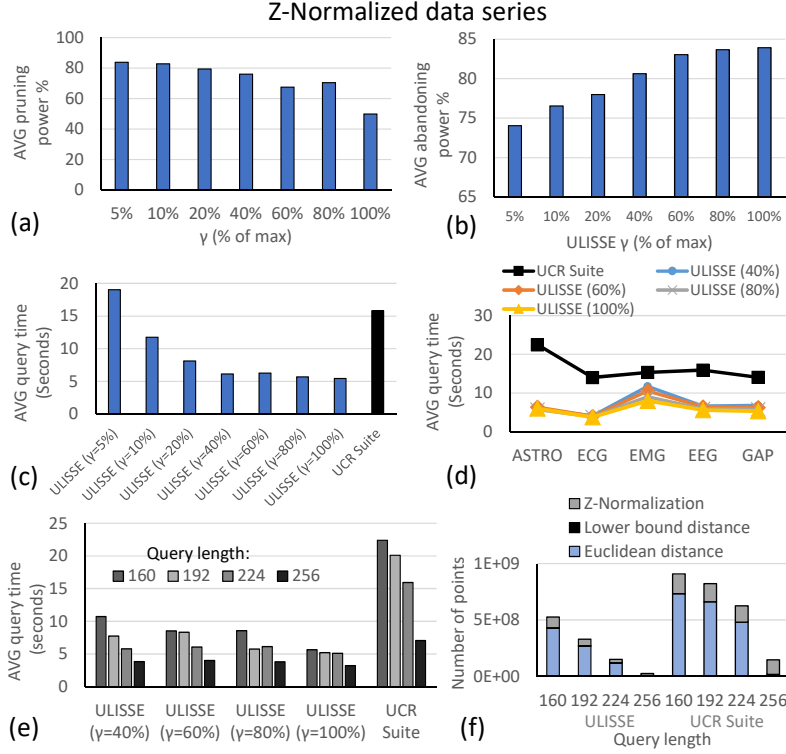 Z-Normalized data series
AVG pruning
power %
100
80
60
40
20
0
5% 10% 20% 40% 60% 80% 100%
γ (% of max)
(a)
AVG abandoning
power %
85
80
75
70
65
5% 10% 20% 40% 60% 80% 100%
ULISSE γ (% of max)
(b)
AVG query time
(Seconds)
20
15
10
5
0
ULISSE (γ=5%)
ULISSE (γ=10%)
ULISSE (γ=20%)
ULISSE (γ=40%)
ULISSE (γ=60%)
ULISSE (γ=80%)
ULISSE (γ=100%)
UCR Suite
(c)
UCR Suite ULISSE (40%)
ULISSE (60%) ULISSE (80%)
ULISSE (100%)
AVG query time
(Seconds)
30
20
10
0
ASTRO ECG EMG EEG GAP
(d)
AVG query time
(seconds)
25
20
15
10
5
0
Query length:
160 192 224 256
ULISSE ULISSE ULISSE ULISSE UCR
(γ=40%) (γ=60%) (γ=80%) (γ=100%) Suite
(e)
Z-Normalization
Lower bound distance
Euclidean distance
Number of points
1E+09
5E+08
0E+00
160 192 224 256 160 192 224 256
ULISSE UCR Suite
Query length
(f)